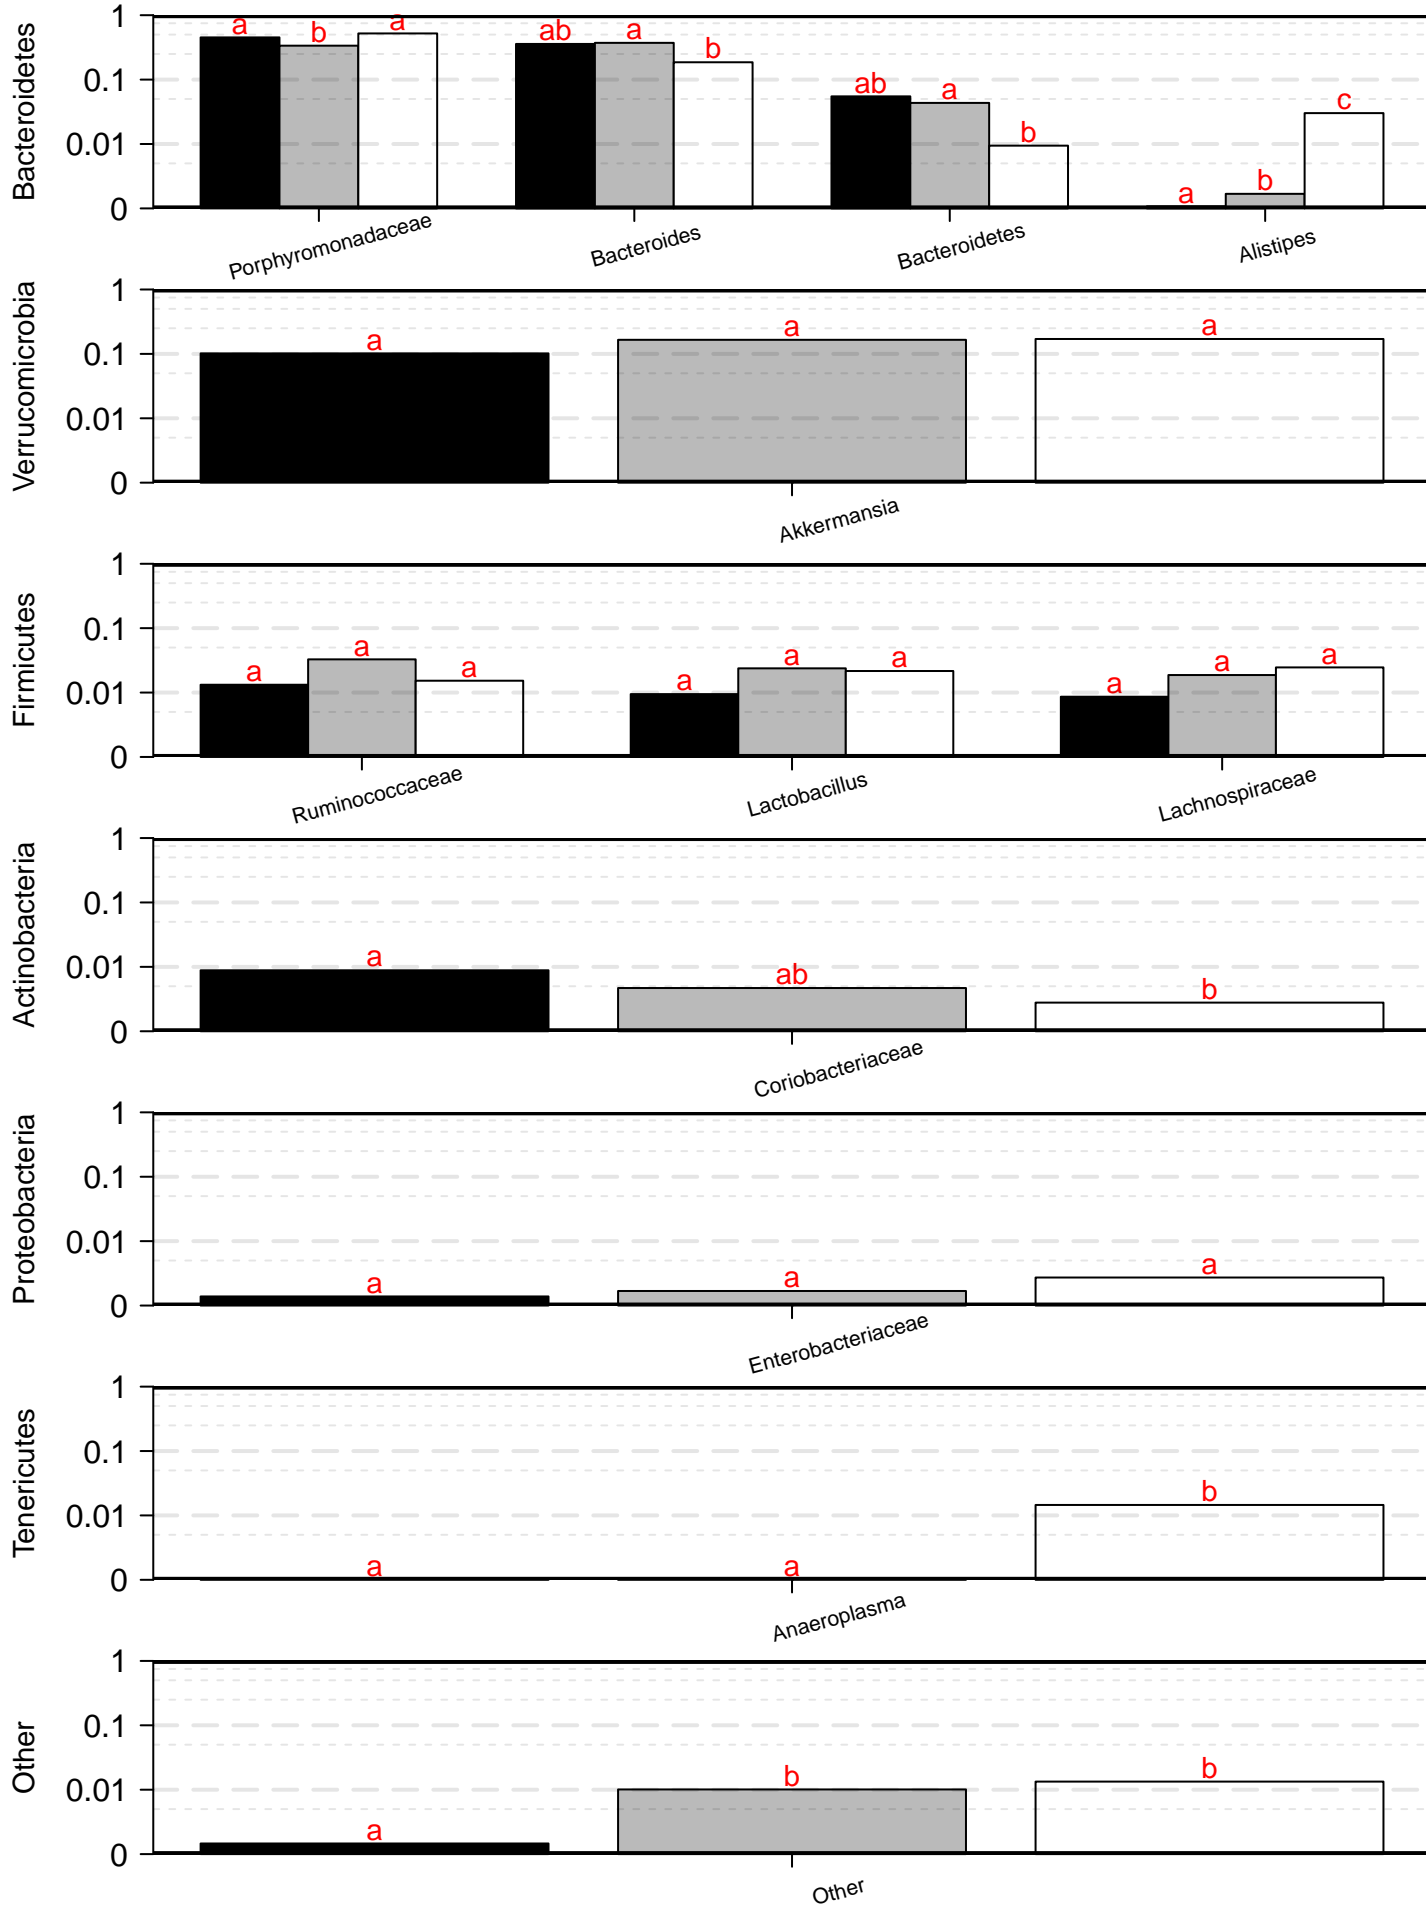 Bacteroidetes
1
0.1
0.01
0
a b a ab a b ab a b a b c
Porphyromonadaceae Bacteroides Bacteroidetes Alistipes
Verrucomicrobia
1
0.1
0.01
0
a a a
Akkermansia
Firmicutes
1
0.1
0.01
0
a a a a a a a a a
Ruminococcaceae Lactobacillus Lachnospiraceae
Actinobacteria
1
0.1
0.01
0
a ab b
Coriobacteriaceae
Proteobacteria
1
0.1
0.01
0
a a a
Enterobacteriaceae
Tenericutes
1
0.1
0.01
0
a a b
Anaeroplasma
Other
1
0.1
0.01
0
a b b
Other